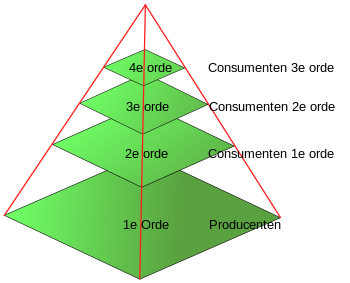 4e orde Consumenten 3e orde
3e orde Consumenten 2e orde
2e orde Consumenten 1e orde
1e Orde Producenten